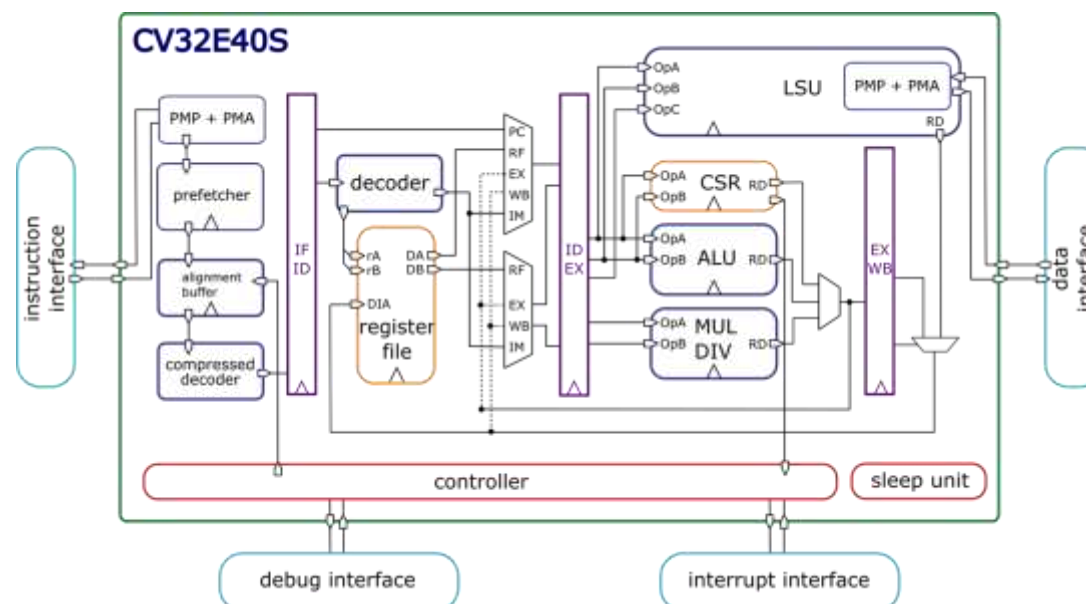 CV32E40S
instruction
interface
PMP + PMA
prefetcher
alignment
buffer
compressed
decoder
IF
ID
decoder
rA
rB
DIA
DA
DB
register
file
PC
RF
EX
WB
IM
RF
EX
WB
IM
ID
EX
OpA
OpB
OpC
LSU
PMP + PMA
RD
OpA
OpB
CSR
RD
OpA
OpB
ALU
RD
OpA
OpB
MUL
DIV
RD
EX
WB
data
interface
controller
sleep unit
debug interface
interrupt interface